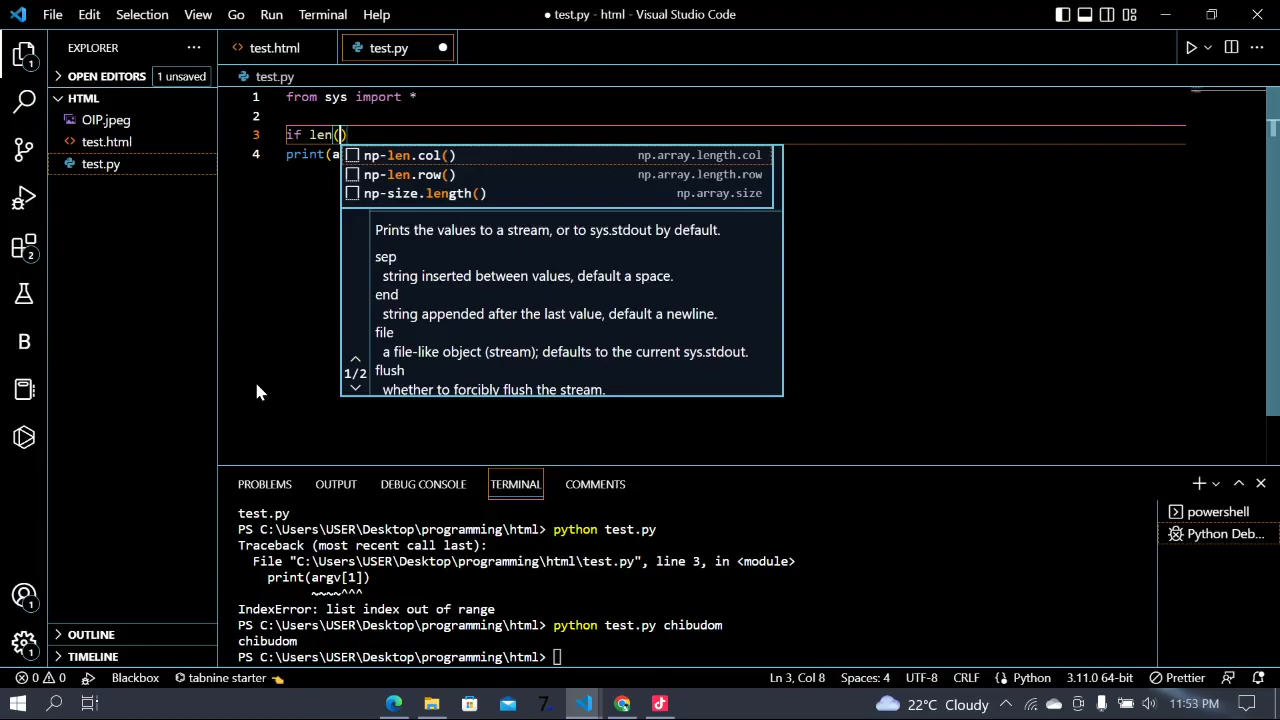 File Edit Selection View Go Run Terminal Help ● test.py - html - Visual Studio Code
EXPLORER ...
test.html test.py
OPEN EDITORS 1 unsaved
test.py
HTML
OIP.jpeg
test.html
test.py
1 from sys import *
2
3 if len()
4 print(a
np-len.col() np.array.length.col
np-len.row() np.array.length.row
np-size.length() np.array.size
Prints the values to a stream, or to sys.stdout by default.
sep
string inserted between values, default a space.
end
string appended after the last value, default a newline.
file
a file-like object (stream); defaults to the current sys.stdout.
1/2
flush
whether to forcibly flush the stream.
1
2
B
PROBLEMS OUTPUT DEBUG CONSOLE TERMINAL COMMENTS
test.py
PS C:\Users\USER\Desktop\programming\html> python test.py
Traceback (most recent call last):
File "C:\Users\USER\Desktop\programming\html\test.py", line 3, in <module>
print(argv[1])
~~~~^^^
IndexError: list index out of range
PS C:\Users\USER\Desktop\programming\html> python test.py chibudom
chibudom
PS C:\Users\USER\Desktop\programming\html>
powershell
Python Deb...
1
1
OUTLINE
TIMELINE
0 0 Blackbox tabnine starter Ln 3, Col 8 Spaces: 4 UTF-8 CRLF Python 3.11.0 64-bit Prettier
7 22°C Cloudy 11:53 PM